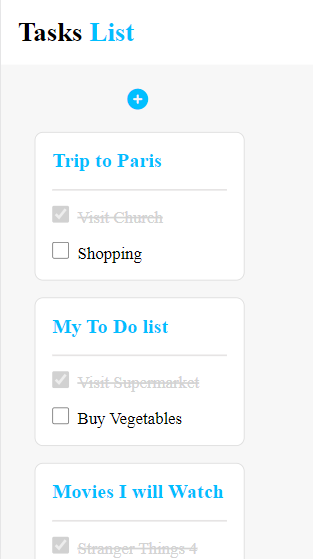 Tasks List
Trip to Paris
Visit Church
Shopping
My To Do list
Visit Supermarket
Buy Vegetables
Movies I will Watch
Stranger Things 4